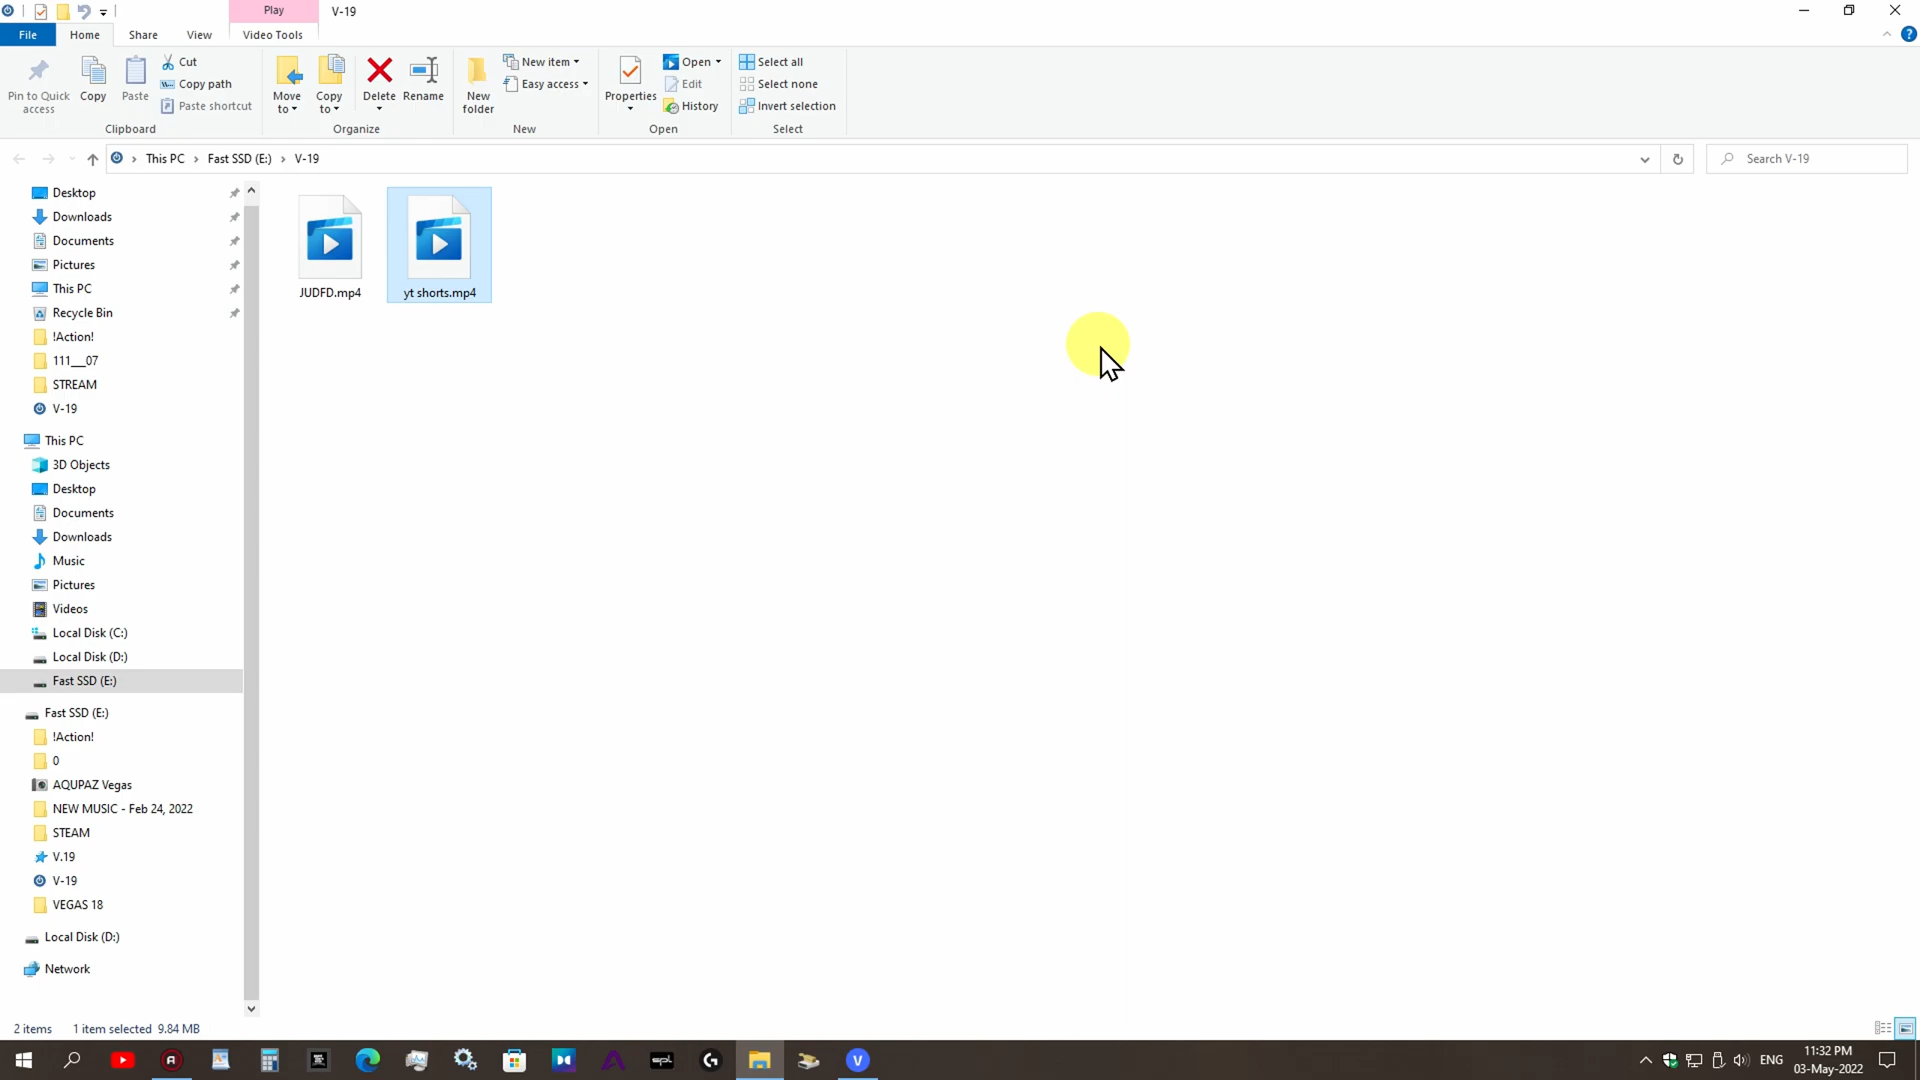 Play
V-19
File
Home
Share
View
Video Tools
Pin to Quick access
Copy
Paste
Cut
Copy path
Paste shortcut
Clipboard
Move to
Copy to
Delete
Rename
Organize
New folder
New item
Easy access
New
Properties
Open
Edit
History
Open
Select all
Select none
Invert selection
Select
This PC
Fast SSD (E:)
V-19
Search V-19
Desktop
Downloads
Documents
Pictures
This PC
Recycle Bin
!Action!
111__07
STREAM
V-19
This PC
3D Objects
Desktop
Documents
Downloads
Music
Pictures
Videos
Local Disk (C:)
Local Disk (D:)
Fast SSD (E:)
Fast SSD (E:)
!Action!
0
AQUPAZ Vegas
NEW MUSIC - Feb 24, 2022
STEAM
V.19
V-19
VEGAS 18
Local Disk (D:)
Network
JUDFD.mp4
yt shorts.mp4
2 items
1 item selected 9.84 MB
spl
V
ENG
11:32 PM
03-May-2022